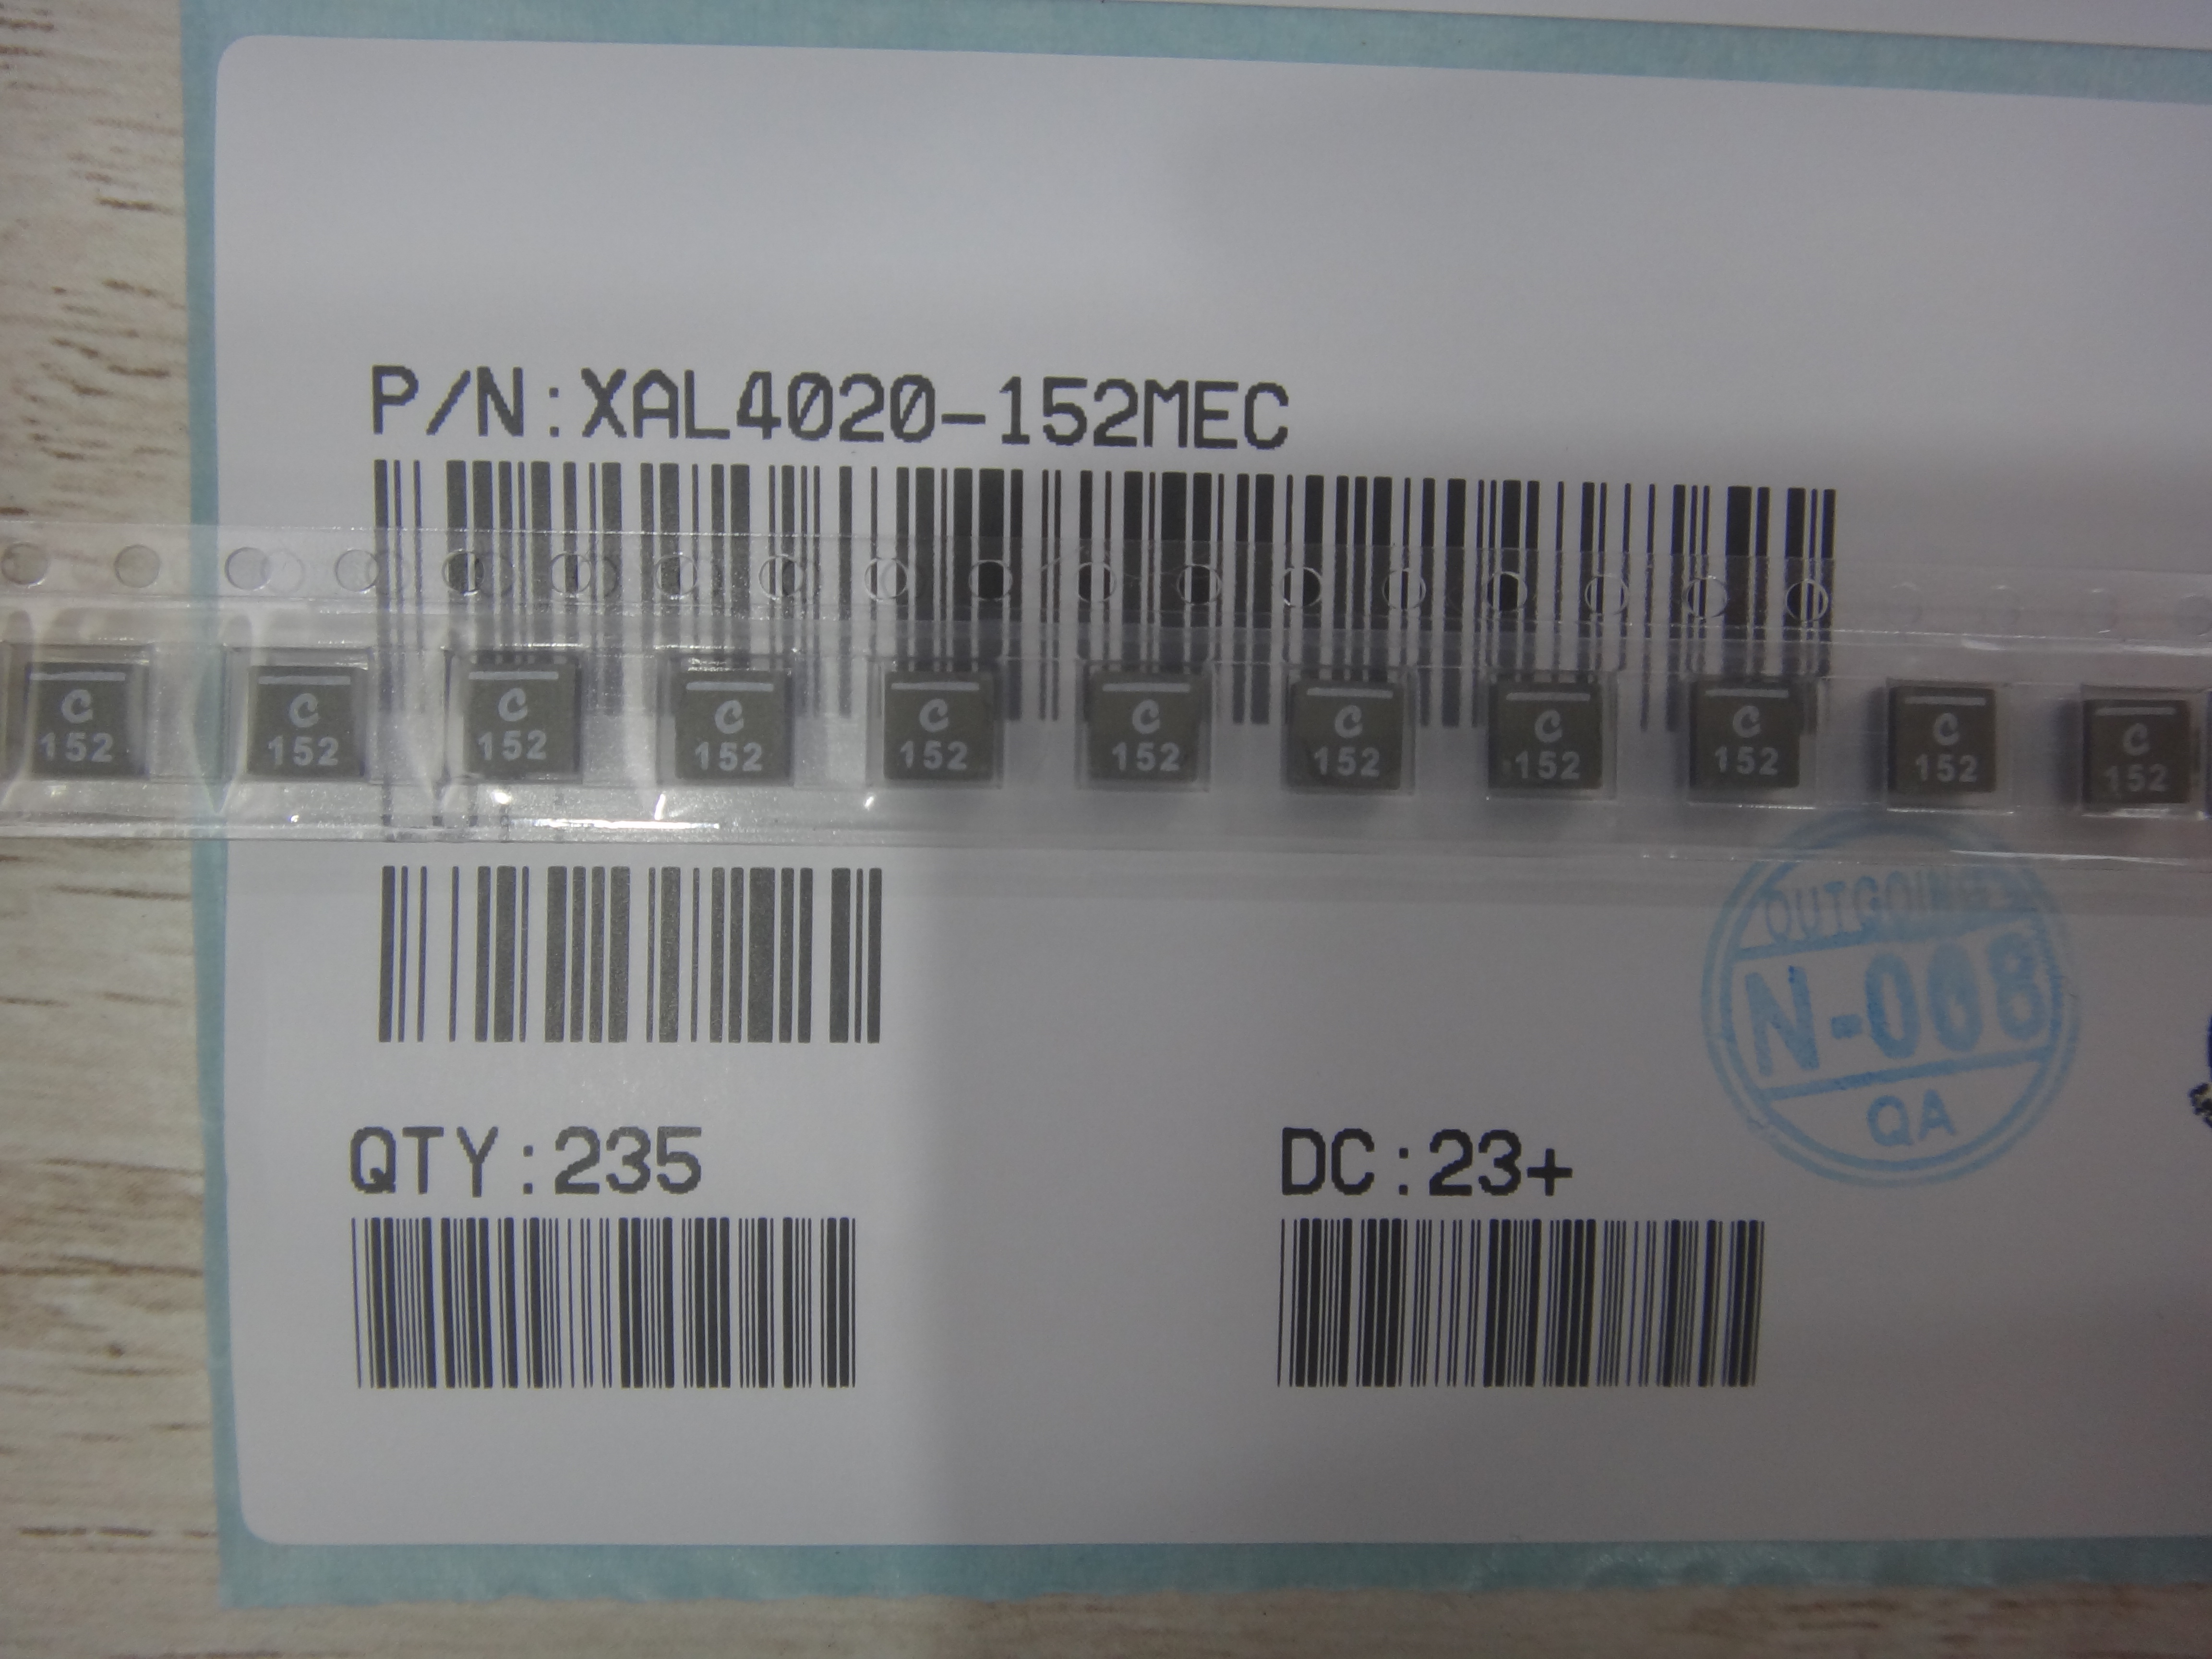 P/N:XAL4020-152MEC
C C C C C C C C C C C
152 152 152 152 152 152 152 152 152 152 152
OUTGOING
N-008
QA
QTY:235
DC:23+